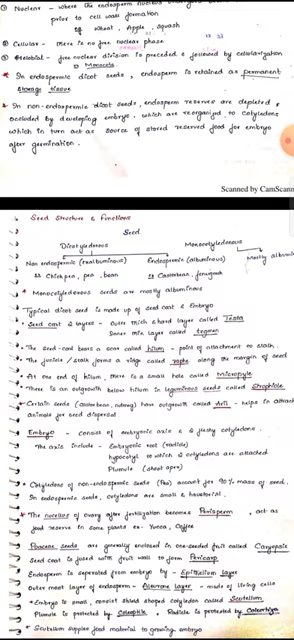 ① Nuclear - where the endosperm nucleus
prior to cell wall formation
eg Wheat, Apple, Squash
② Cellular - there is no free nuclear phase
③ Helobial - free nuclear division is preceded & followed by cellularization
→ Monocots
* In endospermic dicot seeds, endosperm is retained as permanent
storage tissue.
* In non-endospermic dicot seeds, endosperm reserves are depleted &
occluded by developing embryo. which are reorganized to cotyledons
which in turn act as source of stored reserved food for embryo
after germination.
Scanned by CamScann
Seed Structure & Functions
Seed
Dicotyledonous Monocotyledonous
Non endospermic (exalbuminous) Endospermic (albuminous) Mostly albumin
Chickpea, pea, bean Castorbean, fenugreek
* Monocotyledonous seeds are mostly albuminous
Typical dicot seed is made up of seed coat & Embryo
• Seed coat 2 layers - outer thick & hard layer called Testa
Inner thin layer called tegmen
The seed-coat bears a scar called hilum - point of attachment to stalk.
The funicle / stalk forms a ridge called raphe along the margin of seed
At one end of hilum, there is a small hole called Micropyle
There is an outgrowth below hilum in leguminous seeds called Strophiole
Certain seeds (castorbean, nutmeg) have outgrowth called Aril - helps in attract
animals for seed dispersal
Embryo - consists of embryonic axis & 2 fleshy cotyledons.
The axis include - Embryonic root (radicle)
hypocotyl to which 2 cotyledons are attached
Plumule (shoot apex)
• Cotyledons of non-endospermic seeds (Pea) account for 90% mass of seed.
In endospermic seeds, cotyledons are small & haustorial.
* The nucellus of ovary after fertilization becomes Perisperm, act as
food reserve in some plants ex- Yucca, Coffee
Poaceae seeds are generally enclosed in one-seeded fruit called Caryopsis
Seed coat is fused with fruit wall to form Pericarp
Endosperm is separated from embryo by - Epithelium layer
Outer most layer of endosperm - Aleurone layer - made of living cells
Embryo is small, consist shield shaped cotyledon called Scutellum
Plumule is protected by Coleoptile & Radicle is protected by Coleorhiza
• Scutellum supplies food material to growing embryo